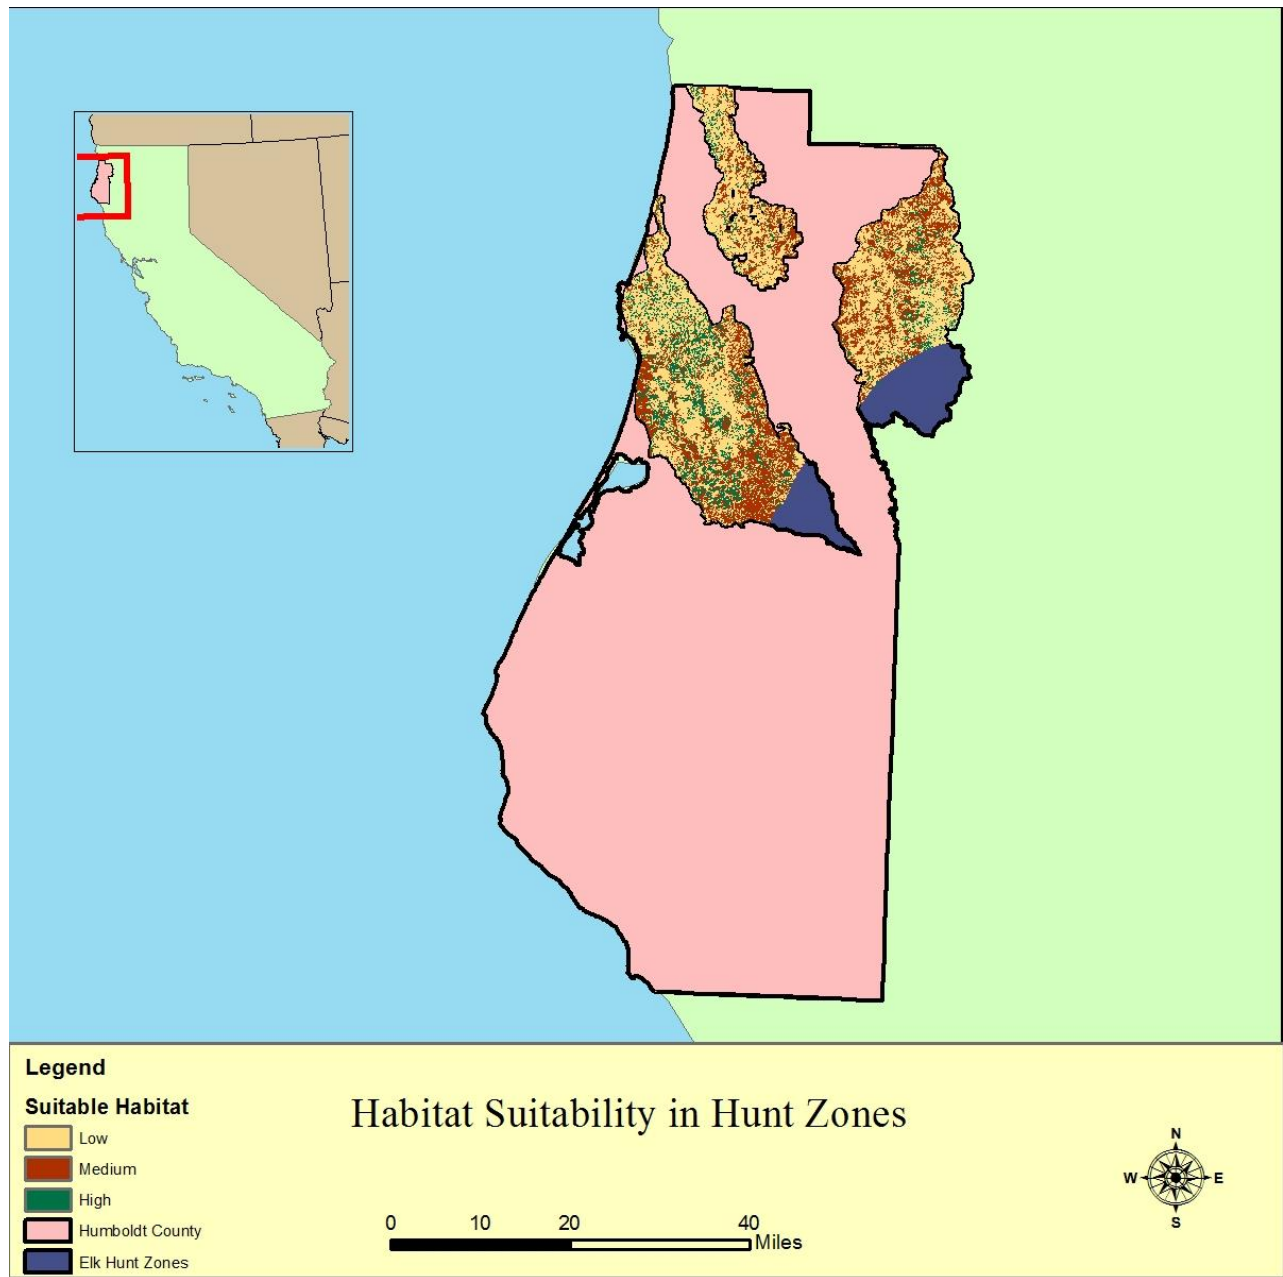 Legend
Suitable Habitat
Low
Medium
High
Humboldt County
Elk Hunt Zones
Habitat Suitability in Hunt Zones
0 10 20 40
Miles
N
W E
S